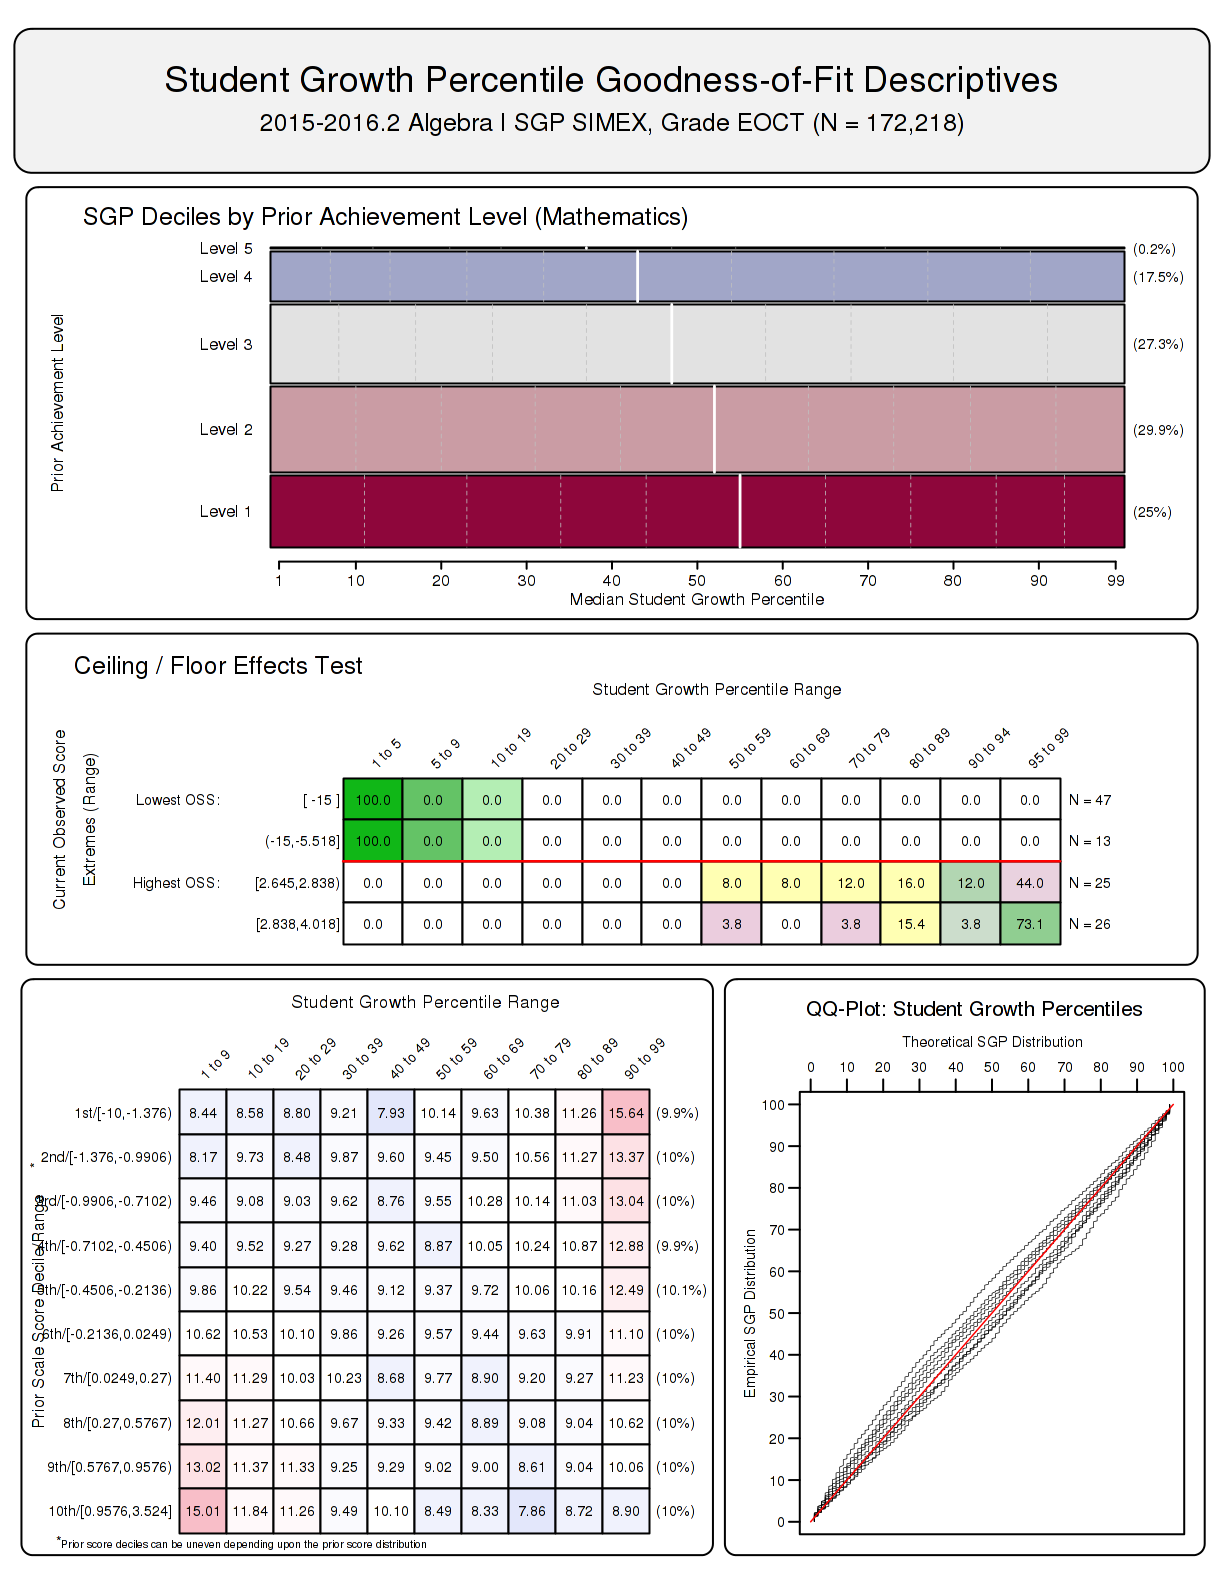 Student Growth Percentile Goodness-of-Fit Descriptives
2015-2016.2 Algebra I SGP SIMEX, Grade EOCT (N = 172,218)
SGP Deciles by Prior Achievement Level (Mathematics)
Prior Achievement Level
Level 5 (0.2%)
Level 4 (17.5%)
Level 3 (27.3%)
Level 2 (29.9%)
Level 1 (25%)
1 10 20 30 40 50 60 70 80 90 99
Median Student Growth Percentile
Ceiling / Floor Effects Test
Student Growth Percentile Range
Current Observed Score
Extremes (Range)
1 to 5 5 to 9 10 to 19 20 to 29 30 to 39 40 to 49 50 to 59 60 to 69 70 to 79 80 to 89 90 to 94 95 to 99
Lowest OSS: [ -15 ] 100.0 0.0 0.0 0.0 0.0 0.0 0.0 0.0 0.0 0.0 0.0 0.0 N = 47
(-15,-5.518] 100.0 0.0 0.0 0.0 0.0 0.0 0.0 0.0 0.0 0.0 0.0 0.0 N = 13
Highest OSS: [2.645,2.838) 0.0 0.0 0.0 0.0 0.0 0.0 8.0 8.0 12.0 16.0 12.0 44.0 N = 25
[2.838,4.018] 0.0 0.0 0.0 0.0 0.0 0.0 3.8 0.0 3.8 15.4 3.8 73.1 N = 26
Student Growth Percentile Range
Prior Scale Score Decile/Range *
1 to 9 10 to 19 20 to 29 30 to 39 40 to 49 50 to 59 60 to 69 70 to 79 80 to 89 90 to 99
1st/[-10,-1.376) 8.44 8.58 8.80 9.21 7.93 10.14 9.63 10.38 11.26 15.64 (9.9%)
2nd/[-1.376,-0.9906) 8.17 9.73 8.48 9.87 9.60 9.45 9.50 10.56 11.27 13.37 (10%)
3rd/[-0.9906,-0.7102) 9.46 9.08 9.03 9.62 8.76 9.55 10.28 10.14 11.03 13.04 (10%)
4th/[-0.7102,-0.4506) 9.40 9.52 9.27 9.28 9.62 8.87 10.05 10.24 10.87 12.88 (9.9%)
5th/[-0.4506,-0.2136) 9.86 10.22 9.54 9.46 9.12 9.37 9.72 10.06 10.16 12.49 (10.1%)
6th/[-0.2136,0.0249) 10.62 10.53 10.10 9.86 9.26 9.57 9.44 9.63 9.91 11.10 (10%)
7th/[0.0249,0.27) 11.40 11.29 10.03 10.23 8.68 9.77 8.90 9.20 9.27 11.23 (10%)
8th/[0.27,0.5767) 12.01 11.27 10.66 9.67 9.33 9.42 8.89 9.08 9.04 10.62 (10%)
9th/[0.5767,0.9576) 13.02 11.37 11.33 9.25 9.29 9.02 9.00 8.61 9.04 10.06 (10%)
10th/[0.9576,3.524] 15.01 11.84 11.26 9.49 10.10 8.49 8.33 7.86 8.72 8.90 (10%)
*Prior score deciles can be uneven depending upon the prior score distribution
QQ-Plot: Student Growth Percentiles
Theoretical SGP Distribution
0 10 20 30 40 50 60 70 80 90 100
Empirical SGP Distribution
100
90
80
70
60
50
40
30
20
10
0